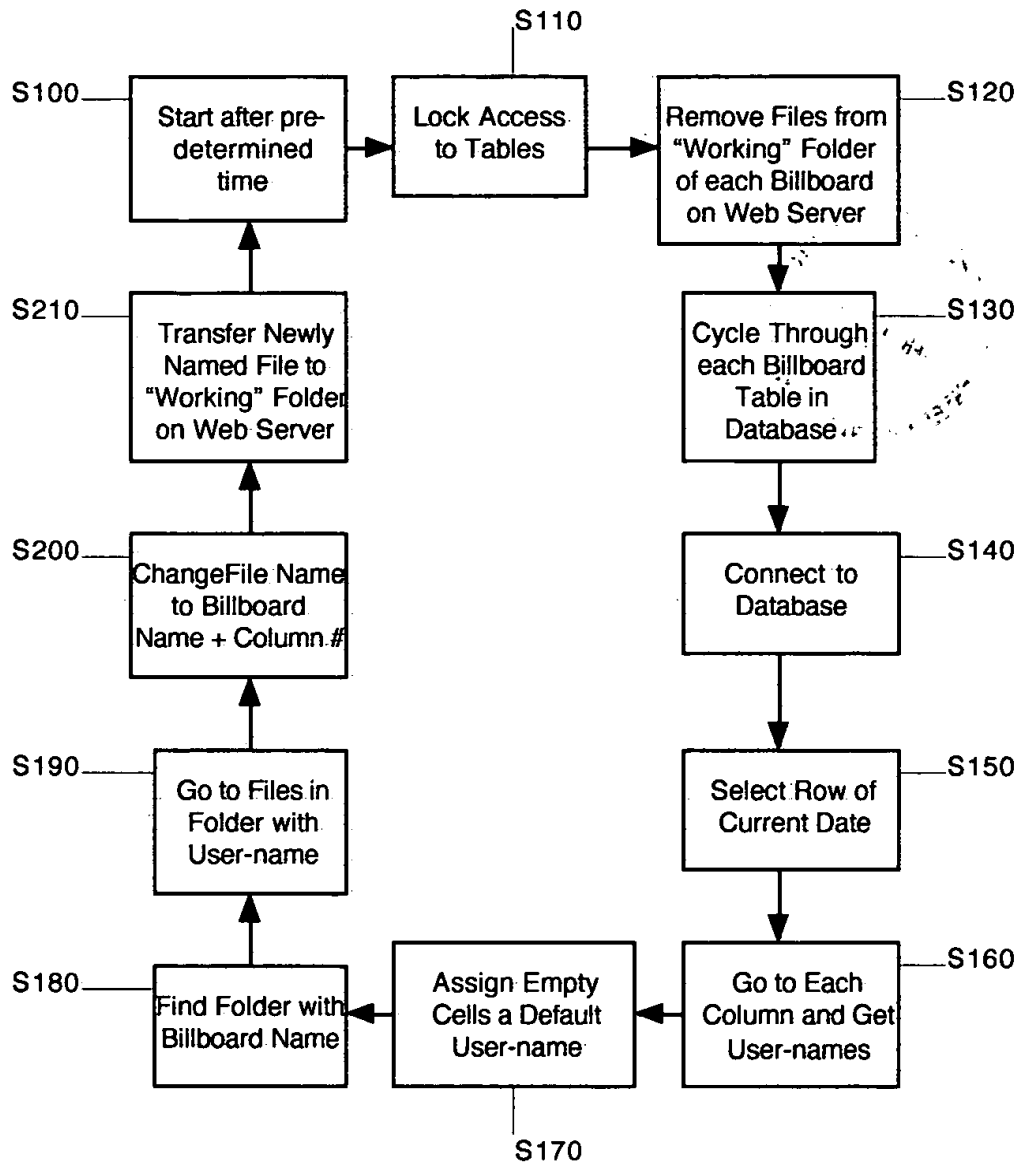 S110
S100
Start after pre-
determined
time
Lock Access
to Tables
Remove Files from
“Working” Folder
of each Billboard
on Web Server
S120
S210
Transfer Newly
Named File to
“Working” Folder
on Web Server
Cycle Through
each Billboard
Table in
Database
S130
S200
ChangeFile Name
to Billboard
Name + Column #
Connect to
Database
S140
S190
Go to Files in
Folder with
User-name
Select Row of
Current Date
S150
S180
Find Folder with
Billboard Name
Assign Empty
Cells a Default
User-name
Go to Each
Column and Get
User-names
S160
S170